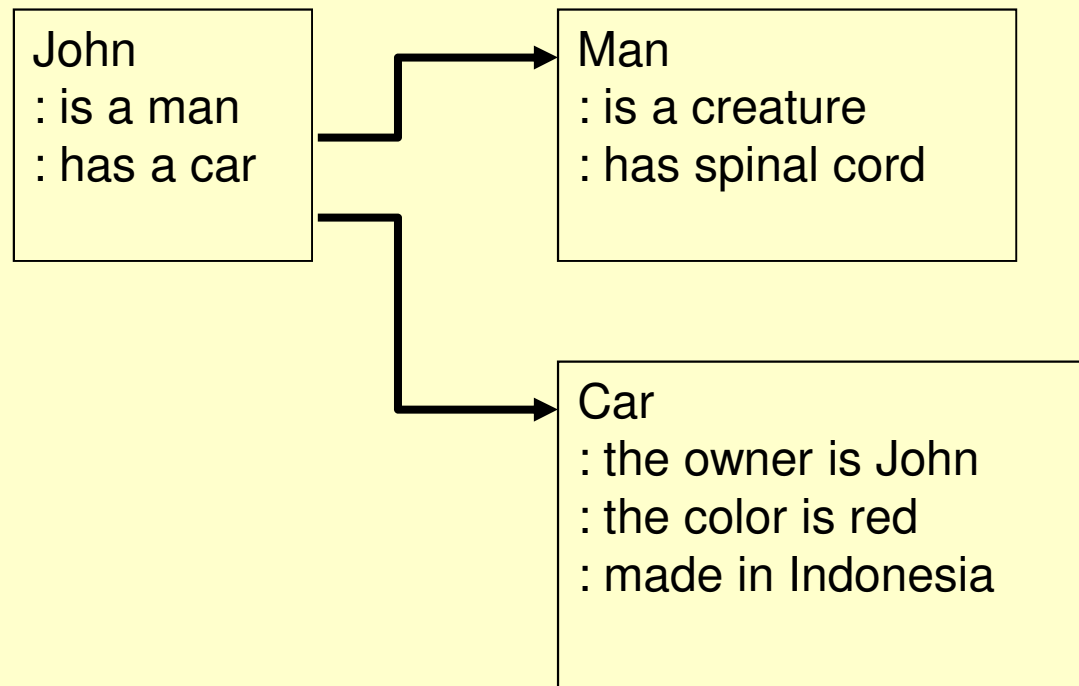 John
: is a man
: has a car
Man
: is a creature
: has spinal cord
Car
: the owner is John
: the color is red
: made in Indonesia